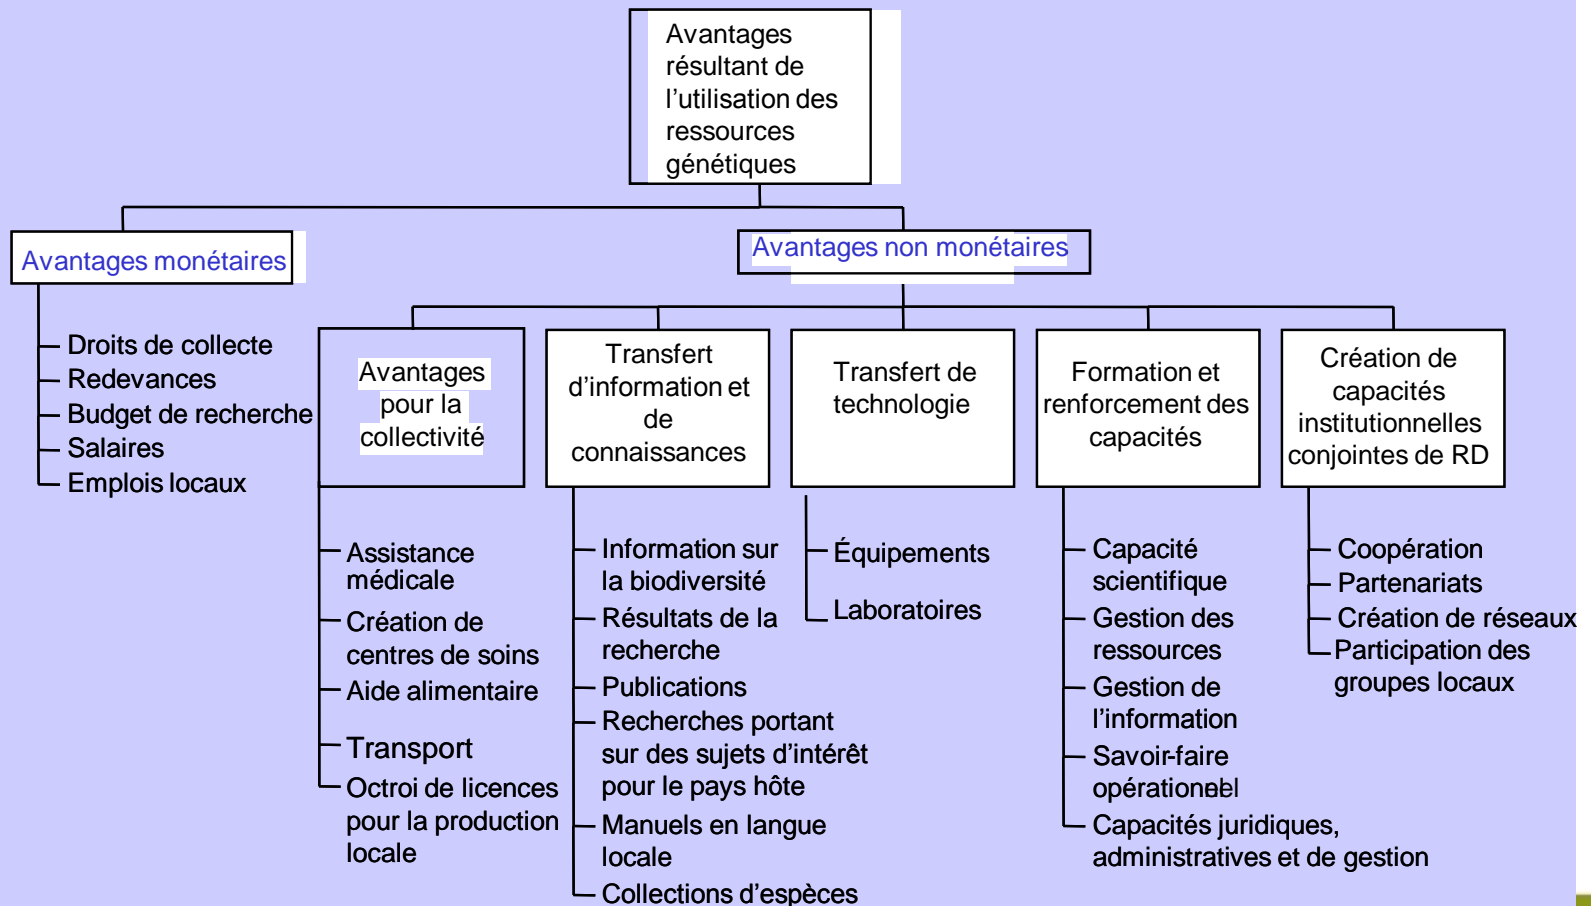 Avantages
résultant de
l'utilisation des
ressources
génétiques
Avantages monétaires
Droits de collecte
Redevances
Budget de recherche
Salaires
Emplois locaux
Avantages non monétaires
Avantages
pour la
collectivité
Assistance
médicale
Création de
centres de soins
Aide alimentaire
Transport
Octroi de licences
pour la production
locale
Transfert
d'information et
de
connaissances
Information sur
la biodiversité
Résultats de la
recherche
Publications
Recherches portant
sur des sujets d'intérêt
pour le pays hôte
Manuels en langue
locale
Collections d'espèces
Transfert de
technologie
Équipements
Laboratoires
Formation et
renforcement des
capacités
Capacité
scientifique
Gestion des
ressources
Gestion de
l'information
Savoir-faire
opérationnel
Capacités juridiques,
administratives et de gestion
Création de
capacités
institutionnelles
conjointes de RD
Coopération
Partenariats
Création de réseaux
Participation des
groupes locaux